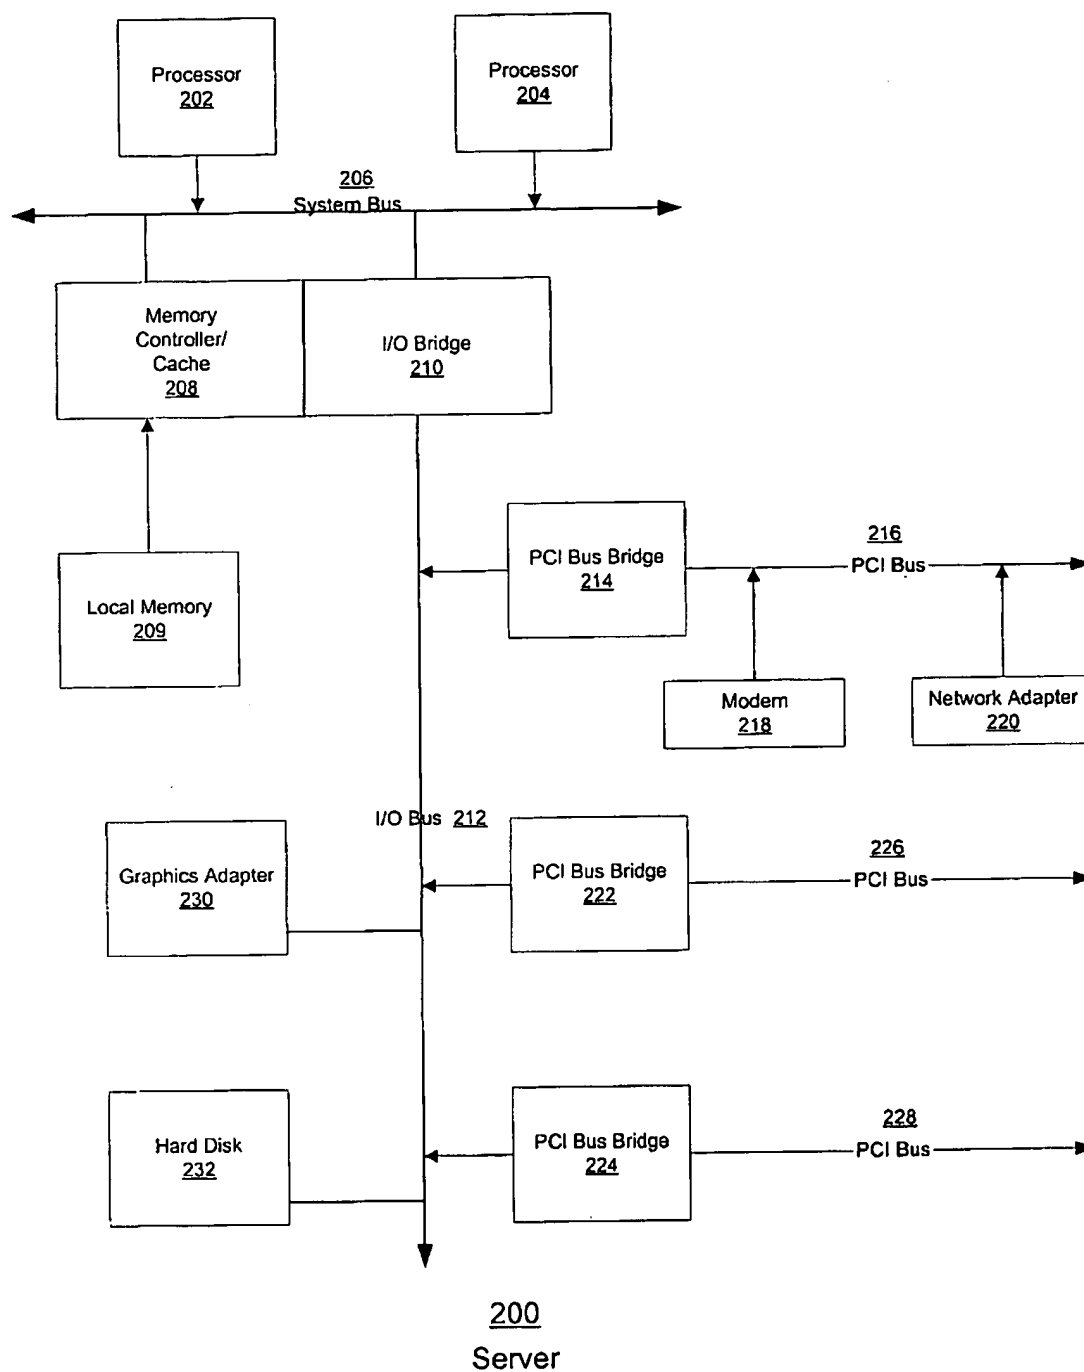 Processor
202
Processor
204
206
System Bus
Memory
Controller/
Cache
208
I/O Bridge
210
PCI Bus Bridge
214
216
PCI Bus
Local Memory
209
Modem
218
Network Adapter
220
I/O Bus 212
Graphics Adapter
230
PCI Bus Bridge
222
226
PCI Bus
Hard Disk
232
PCI Bus Bridge
224
228
PCI Bus
200
Server